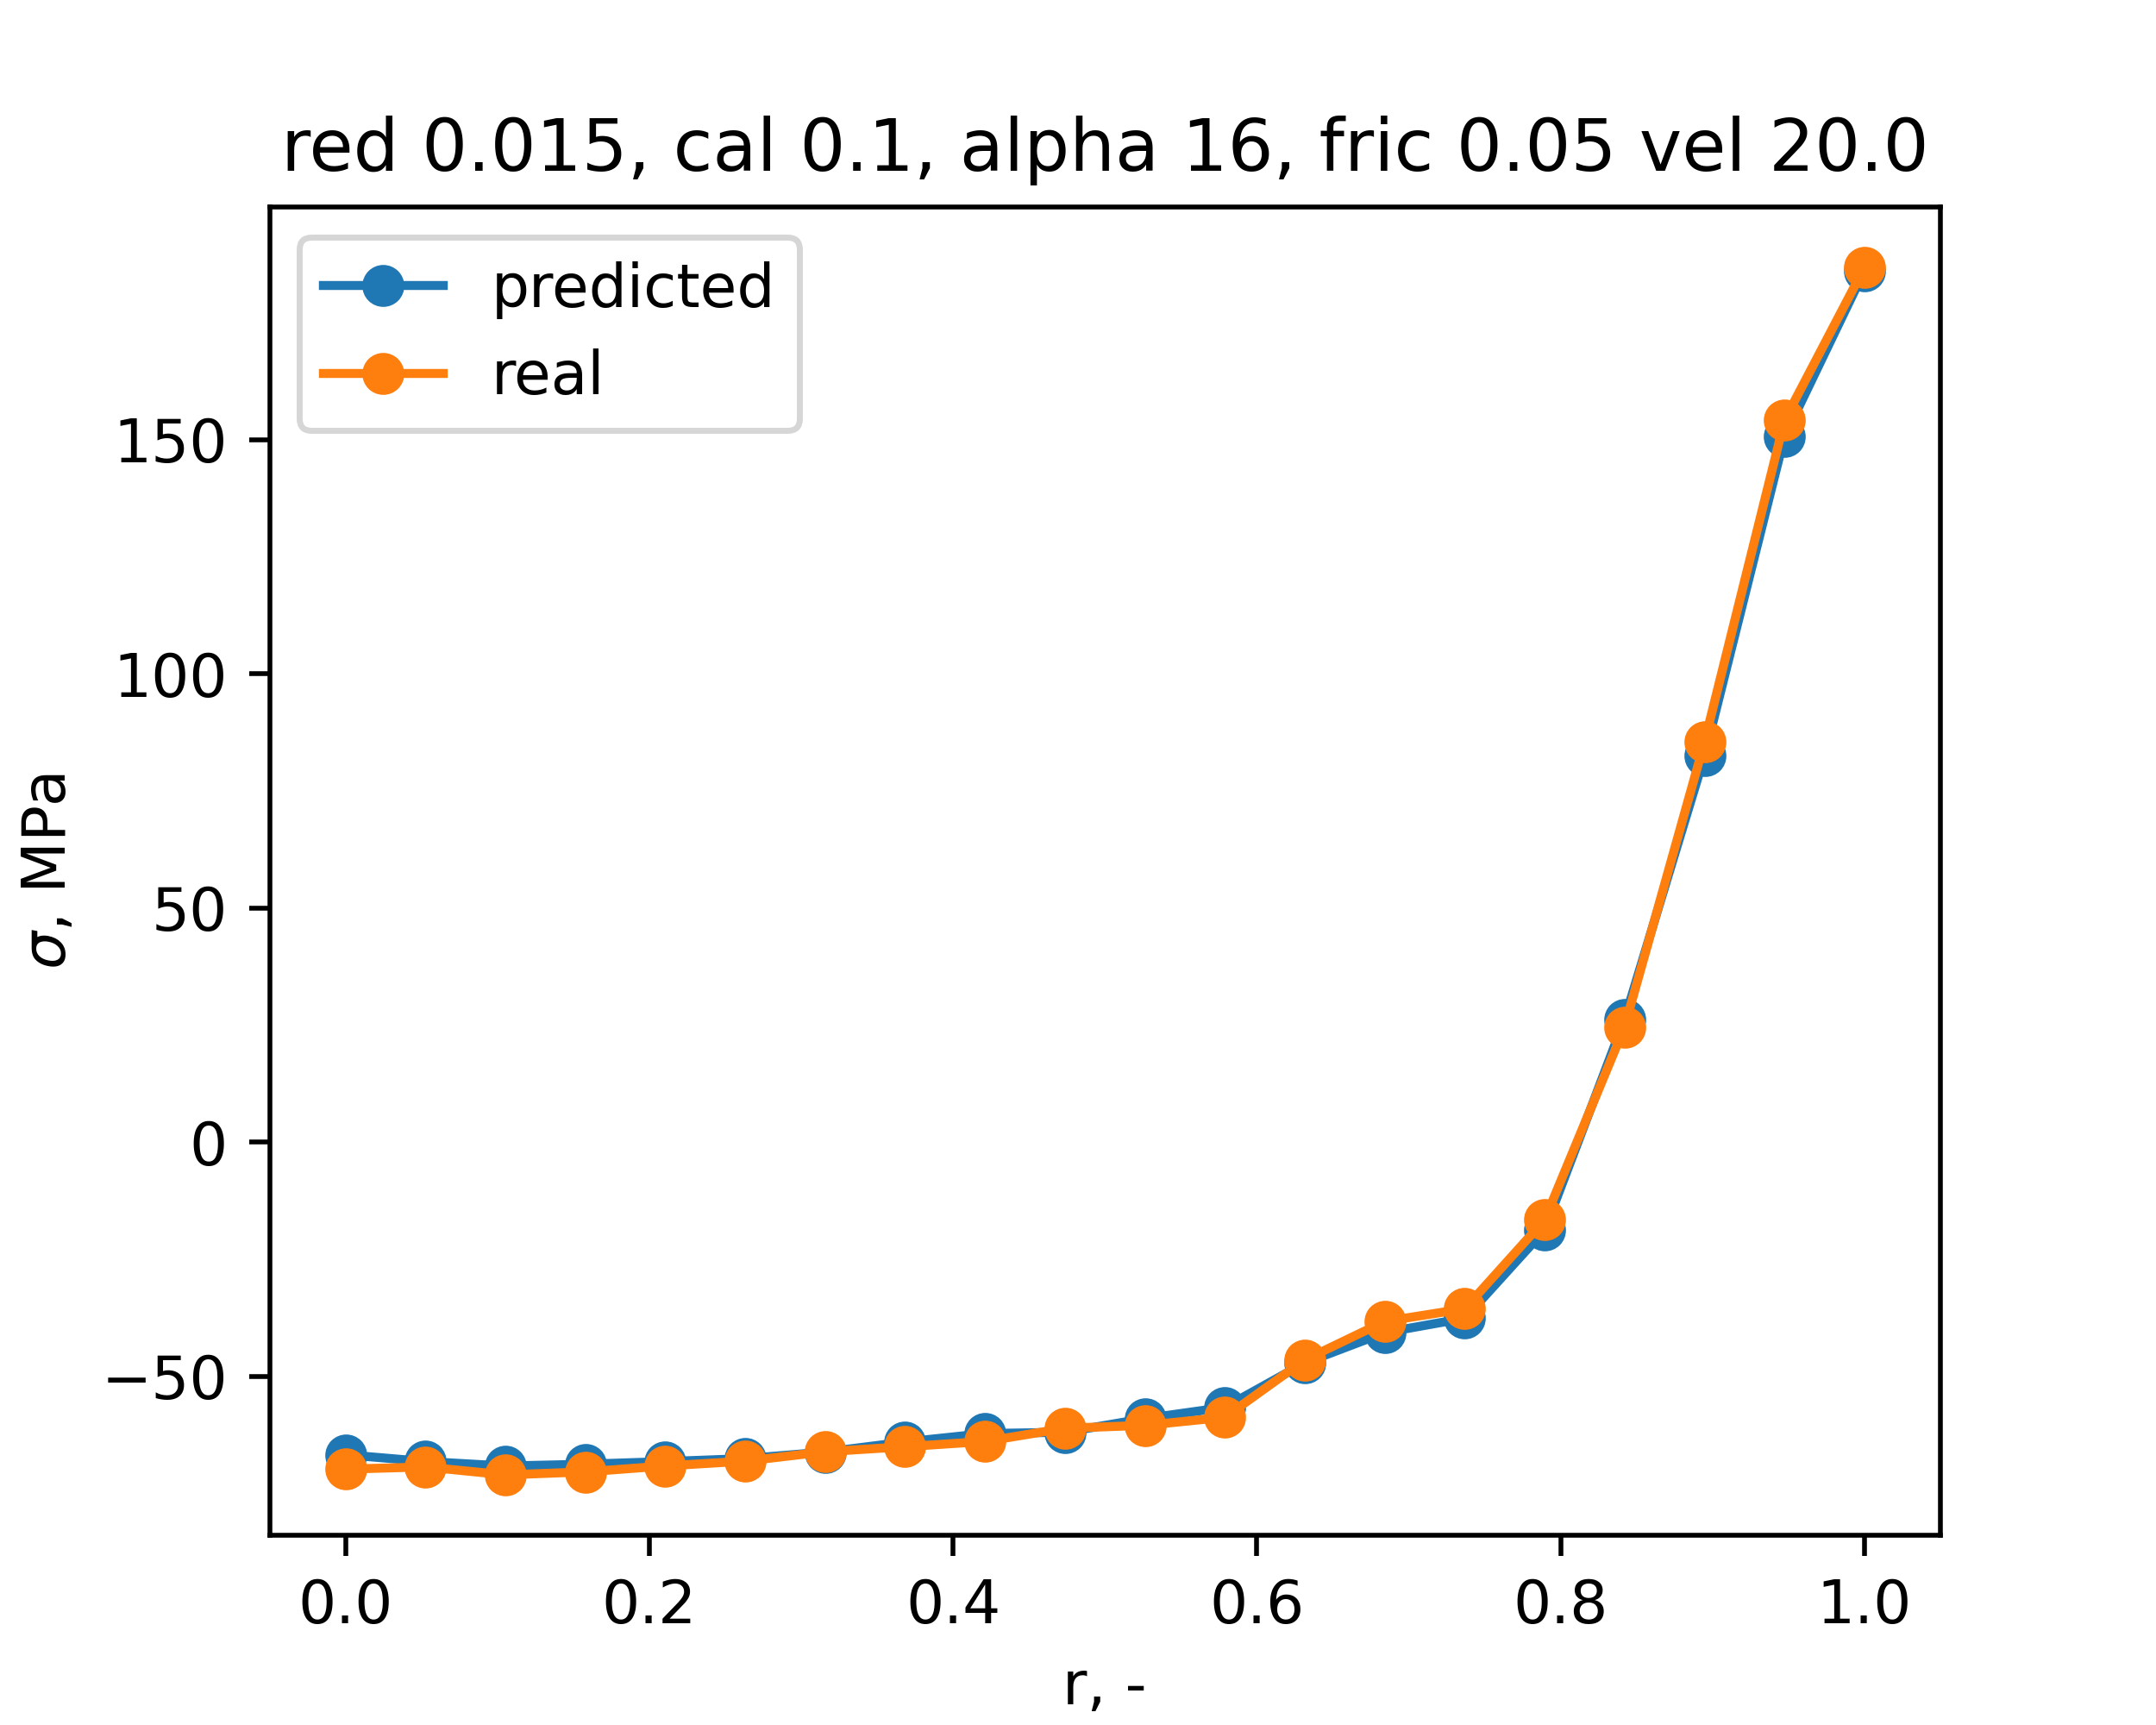 red 0.015, cal 0.1, alpha 16, fric 0.05 vel 20.0
predicted
real
150
100
50
0
−50
σ, MPa
0.0 0.2 0.4 0.6 0.8 1.0
r, -